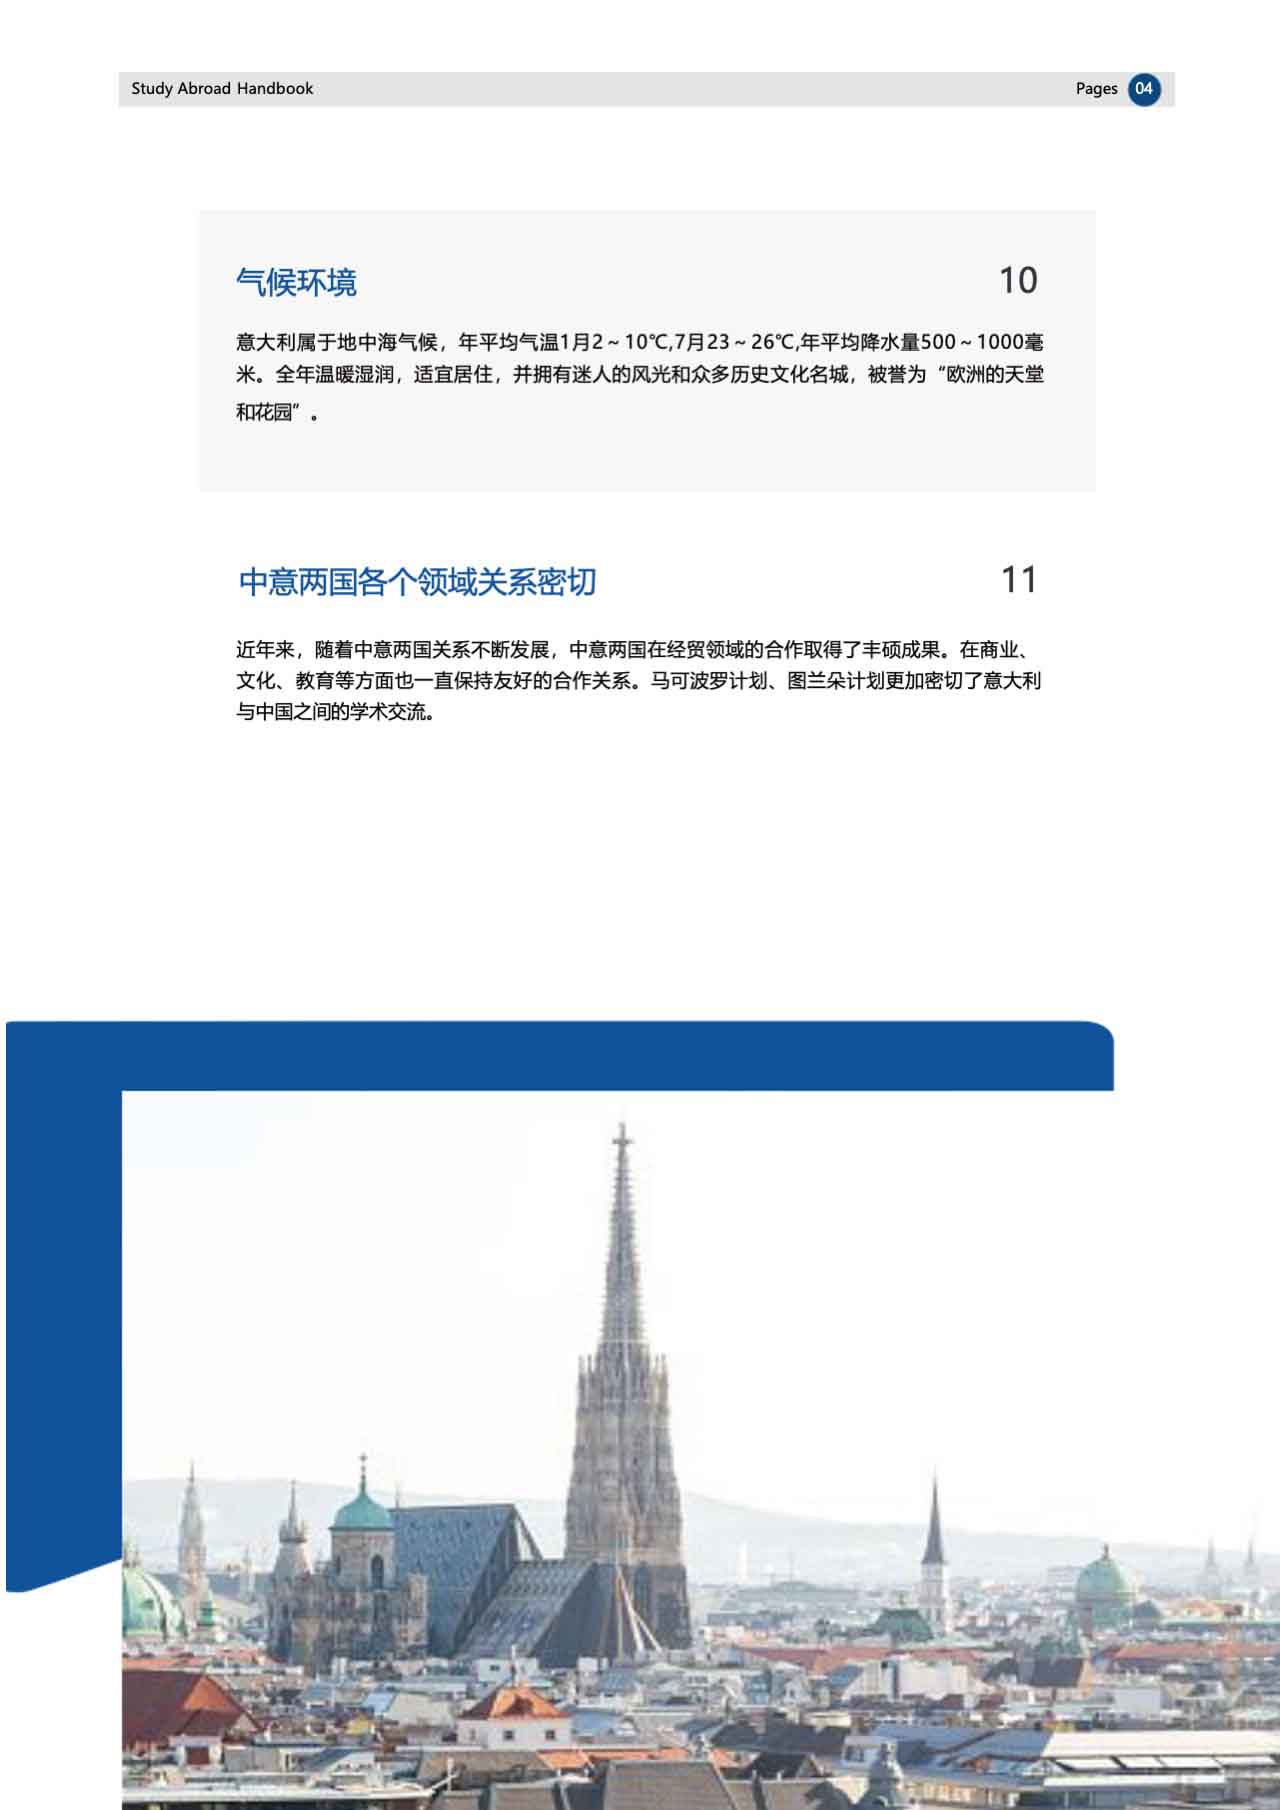 Study Abroad Handbook Pages 04
气候环境 10
意大利属于地中海气候，年平均气温1月2～10℃,7月23～26℃,年平均降水量500～1000毫
米。全年温暖湿润，适宜居住，并拥有迷人的风光和众多历史文化名城，被誉为“欧洲的天堂
和花园”。
中意两国各个领域关系密切 11
近年来，随着中意两国关系不断发展，中意两国在经贸领域的合作取得了丰硕成果。在商业、
文化、教育等方面也一直保持友好的合作关系。马可波罗计划、图兰朵计划更加密切了意大利
与中国之间的学术交流。